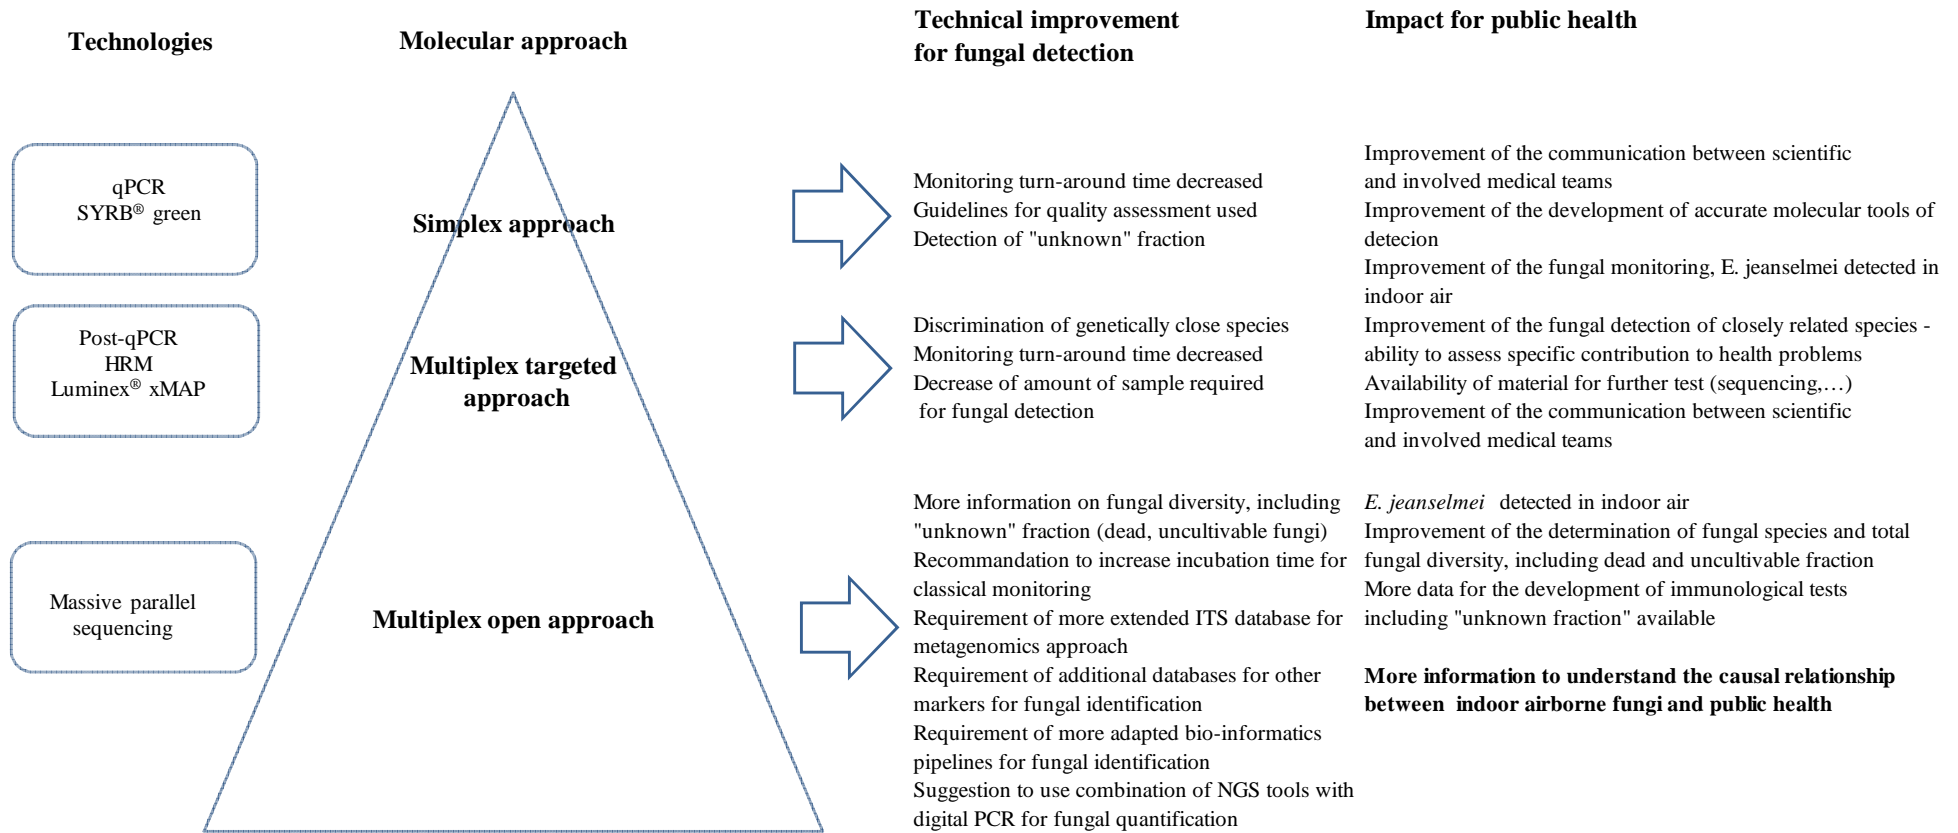 Technologies
Molecular approach
Technical improvement
for fungal detection
Impact for public health
qPCR
SYRB® green
Simplex approach
Monitoring turn-around time decreased
Guidelines for quality assessment used
Detection of "unknown" fraction
Improvement of the communication between scientific
and involved medical teams
Improvement of the development of accurate molecular tools of
detecion
Improvement of the fungal monitoring, E. jeanselmei detected in
indoor air
Post-qPCR
HRM
Luminex® xMAP
Multiplex targeted
approach
Discrimination of genetically close species
Monitoring turn-around time decreased
Decrease of amount of sample required
for fungal detection
Improvement of the fungal detection of closely related species -
ability to assess specific contribution to health problems
Availability of material for further test (sequencing,…)
Improvement of the communication between scientific
and involved medical teams
Massive parallel
sequencing
Multiplex open approach
More information on fungal diversity, including
"unknown" fraction (dead, uncultivable fungi)
Recommandation to increase incubation time for
classical monitoring
Requirement of more extended ITS database for
metagenomics approach
Requirement of additional databases for other
markers for fungal identification
Requirement of more adapted bio-informatics
pipelines for fungal identification
Suggestion to use combination of NGS tools with
digital PCR for fungal quantification
E. jeanselmei detected in indoor air
Improvement of the determination of fungal species and total
fungal diversity, including dead and uncultivable fraction
More data for the development of immunological tests
including "unknown fraction" available
More information to understand the causal relationship
between indoor airborne fungi and public health